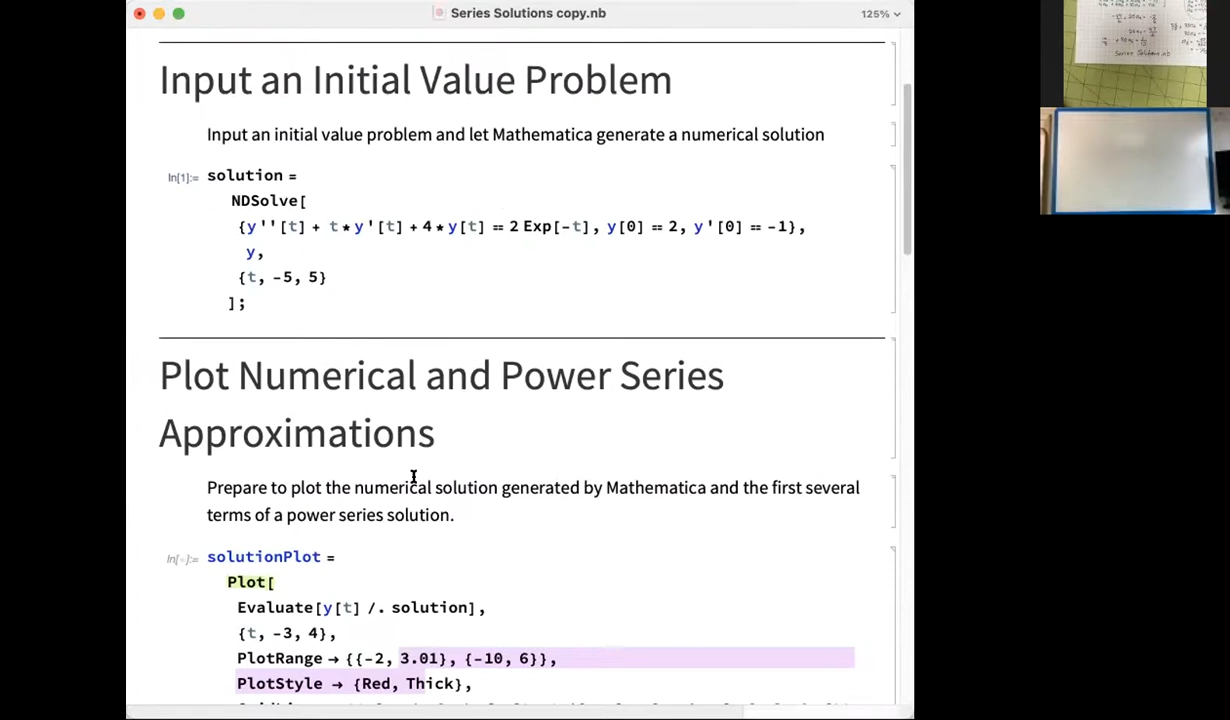 Series Solutions copy.nb
125%
Input an Initial Value Problem
Input an initial value problem and let Mathematica generate a numerical solution
In[1]:= solution =
NDSolve[
{y''[t] + t*y'[t] + 4*y[t] == 2 Exp[-t], y[0] == 2, y'[0] == -1},
y,
{t, -5, 5}
];
Plot Numerical and Power Series
Approximations
Prepare to plot the numerical solution generated by Mathematica and the first several
terms of a power series solution.
In[•]:= solutionPlot =
Plot[
Evaluate[y[t] /. solution],
{t, -3, 4},
PlotRange → {{-2, 3.01}, {-10, 6}},
PlotStyle → {Red, Thick},
Series Solutions.nb